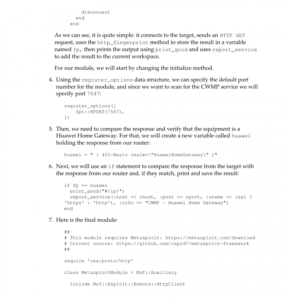 disconnect
end
end
As we can see, it is quite simple: it connects to the target, sends an HTTP GET
request, uses the http_fingerprint method to store the result in a variable
named fp, then prints the output using print_good and uses report_service
to add the result to the current workspace.
For our module, we will start by changing the initialize method.
4. Using the register_options data structure, we can specify the default port
number for the module, and since we want to scan for the CWMP service we will
specify port 7547:
register_options([
Opt::RPORT(7547),
])
5. Then, we need to compare the response and verify that the equipment is a
Huawei Home Gateway. For that, we will create a new variable called huawei
holding the response from our router:
huawei = " ( 401-Basic realm=\"HuaweiHomeGateway\" )"
6. Next, we will use an if statement to compare the response from the target with
the response from our router and, if they match, print and save the result:
if fp == huawei
print_good("#{ip}")
report_service(:host => rhost, :port => rport, :sname => (ssl ?
'https' : 'http'), :info => "CWMP - Huawei Home Gateway")
end
7. Here is the final module:
##
# This module requires Metasploit: https://metasploit.com/download
# Current source: https://github.com/rapid7/metasploit-framework
##
require 'rex/proto/http'
class MetasploitModule < Msf::Auxiliary
include Msf::Exploit::Remote::HttpClient